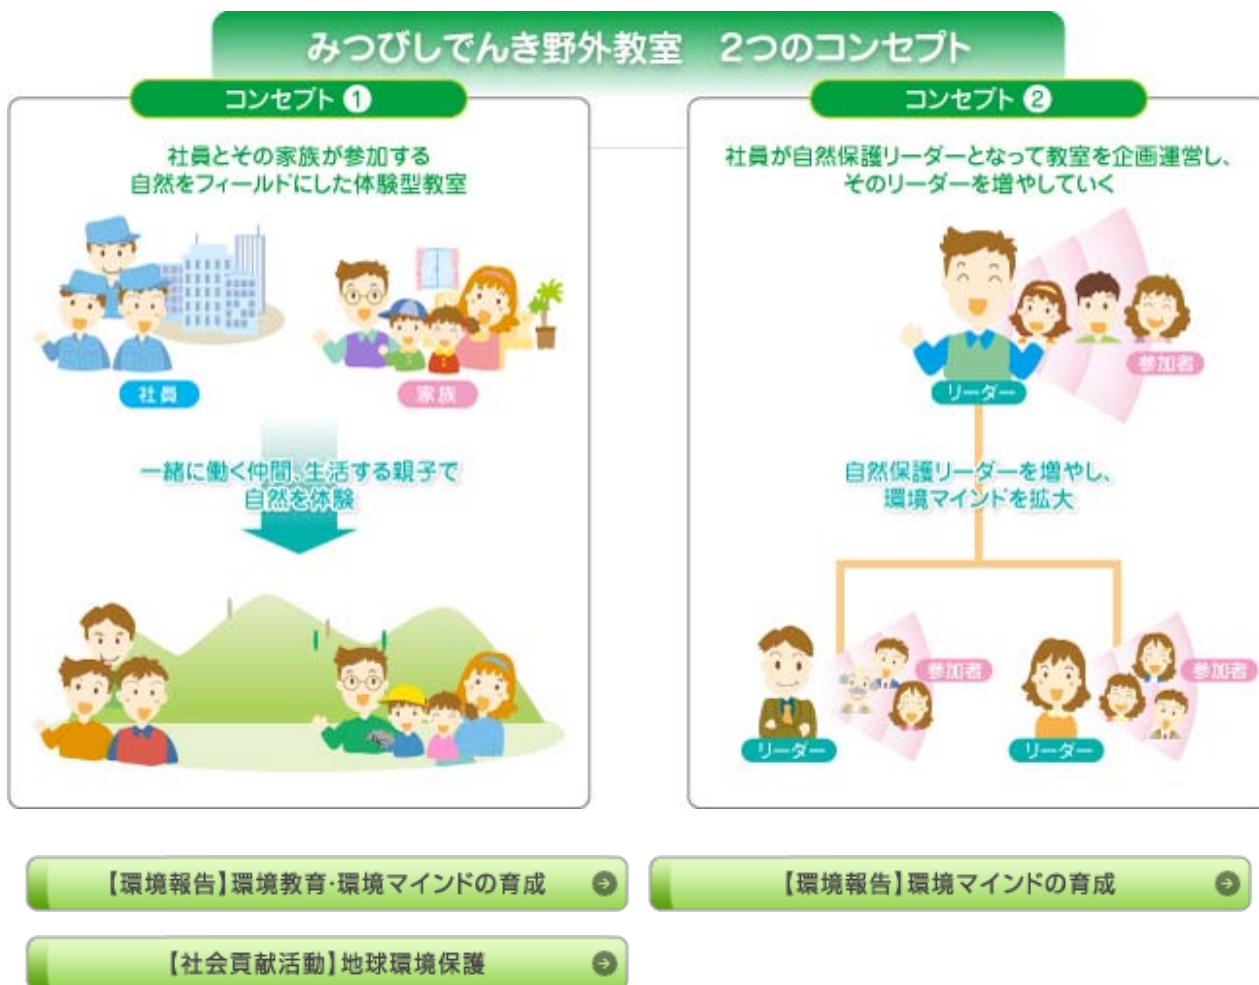 みつびしでんき野外教室 2つのコンセプト
コンセプト 1
社員とその家族が参加する
自然をフィールドにした体験型教室
社員
家族
一緒に働く仲間、生活する親子で
自然を体験
コンセプト 2
社員が自然保護リーダーとなって教室を企画運営し、
そのリーダーを増やしていく
参加者
リーダー
自然保護リーダーを増やし、
環境マインドを拡大
参加者
リーダー
参加者
リーダー
【環境報告】環境教育・環境マインドの育成
【環境報告】環境マインドの育成
【社会貢献活動】地球環境保護